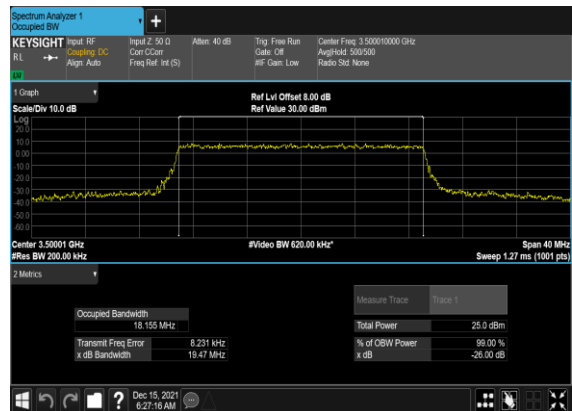 Spectrum Analyzer 1
Occupied BW
+
KEYSIGHT Input: RF Input Z: 50 Ω Atten: 40 dB Trig: Free Run Center Freq: 3.500010000 GHz
RL Coupling: DC Corr CCorr Gate: Off Avg|Hold: 500/500
Align: Auto Freq Ref: Int (S) #IF Gain: Low Radio Std: None
1 Graph
Scale/Div 10.0 dB Ref Lvl Offset 8.00 dB
Ref Value 30.00 dBm
Log
20.0
10.0
0.00
-10.0
-20.0
-30.0
-40.0
-50.0
-60.0
Center 3.50001 GHz #Video BW 620.00 kHz* Span 40 MHz
#Res BW 200.00 kHz Sweep 1.27 ms (1001 pts)
2 Metrics
Measure Trace Trace 1
Occupied Bandwidth
18.155 MHz Total Power 25.0 dBm
Transmit Freq Error 8.231 kHz % of OBW Power 99.00 %
x dB Bandwidth 19.47 MHz x dB -26.00 dB
? Dec 15, 2021
6:27:16 AM